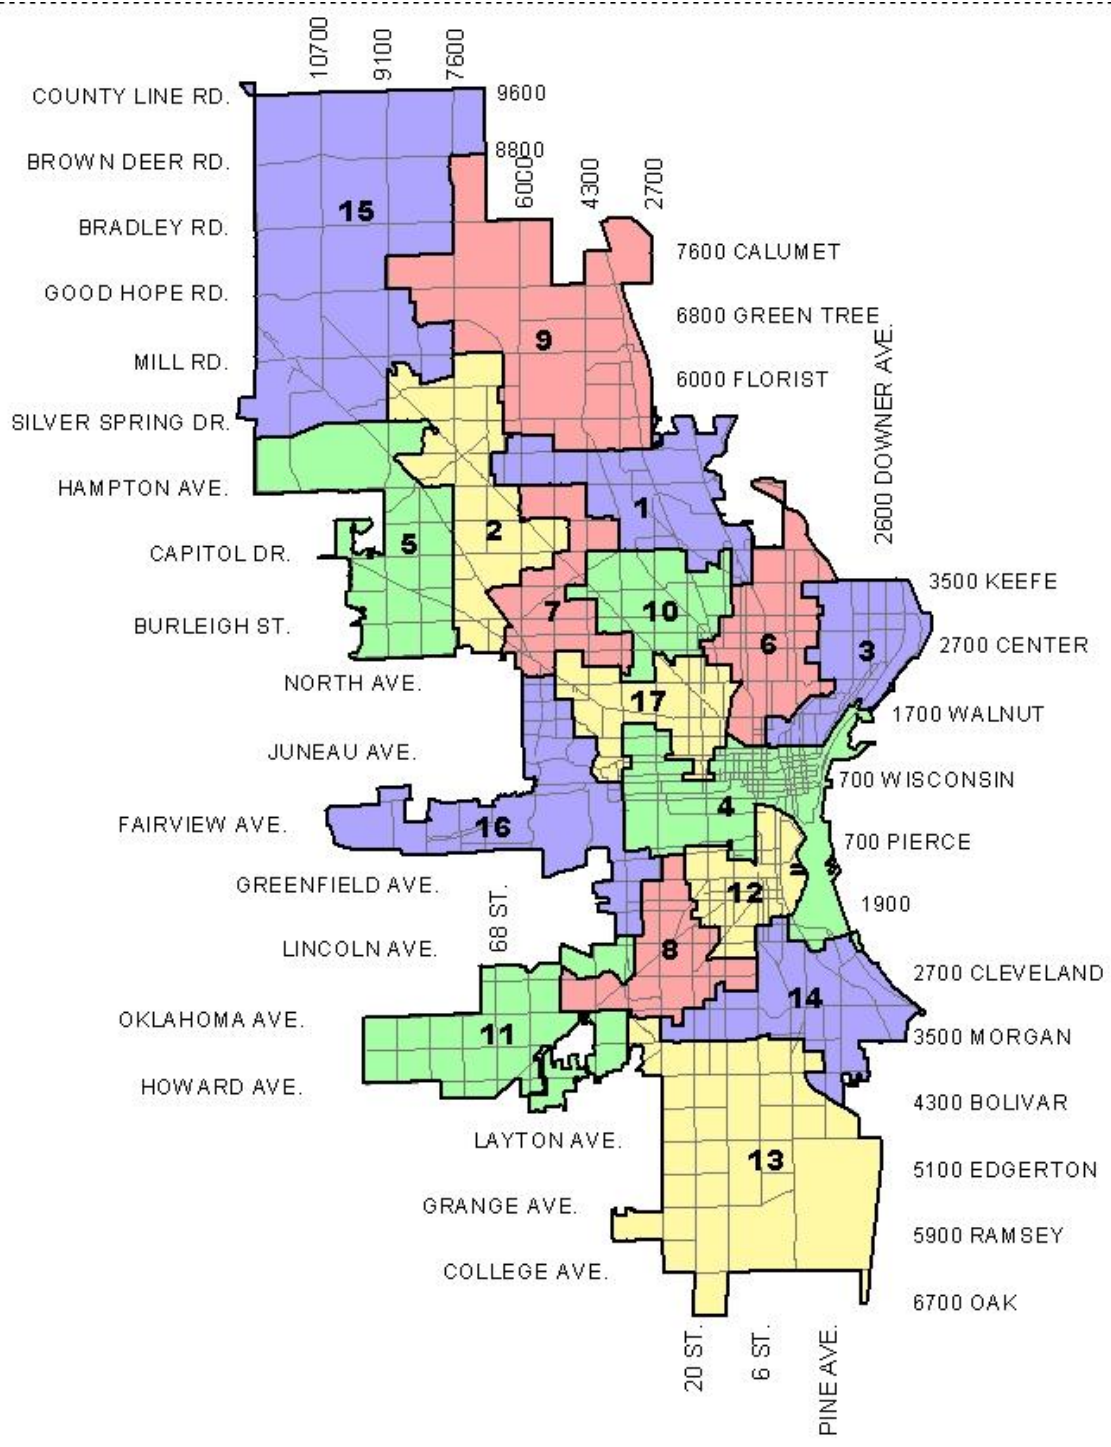 10700
9100
7600
COUNTY LINE RD.
9600
BROWN DEER RD.
8800
6000
4300
2700
15
BRADLEY RD.
7600 CALUMET
GOOD HOPE RD.
6800 GREEN TREE
9
MILL RD.
6000 FLORIST
2600 DOWNER AVE.
SILVER SPRING DR.
HAMPTON AVE.
1
2
5
CAPITOL DR.
3500 KEEFE
7
10
BURLEIGH ST.
6
3
2700 CENTER
NORTH AVE.
17
1700 WALNUT
JUNEAU AVE.
700 WISCONSIN
4
FAIRVIEW AVE.
16
700 PIERCE
GREENFIELD AVE.
12
1900
68 ST.
LINCOLN AVE.
8
2700 CLEVELAND
14
OKLAHOMA AVE.
11
3500 MORGAN
HOWARD AVE.
4300 BOLIVAR
LAYTON AVE.
13
5100 EDGERTON
GRANGE AVE.
5900 RAMSEY
COLLEGE AVE.
6700 OAK
20 ST.
6 ST.
PINE AVE.